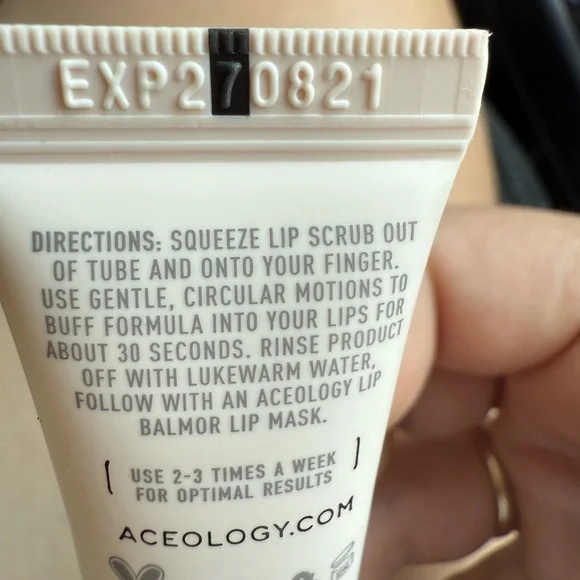 EXP270821
DIRECTIONS: SQUEEZE LIP SCRUB OUT
OF TUBE AND ONTO YOUR FINGER.
USE GENTLE, CIRCULAR MOTIONS TO
BUFF FORMULA INTO YOUR LIPS FOR
ABOUT 30 SECONDS. RINSE PRODUCT
OFF WITH LUKEWARM WATER,
FOLLOW WITH AN ACEOLOGY LIP
BALMOR LIP MASK.
[ USE 2-3 TIMES A WEEK
FOR OPTIMAL RESULTS ]
ACEOLOGY.COM